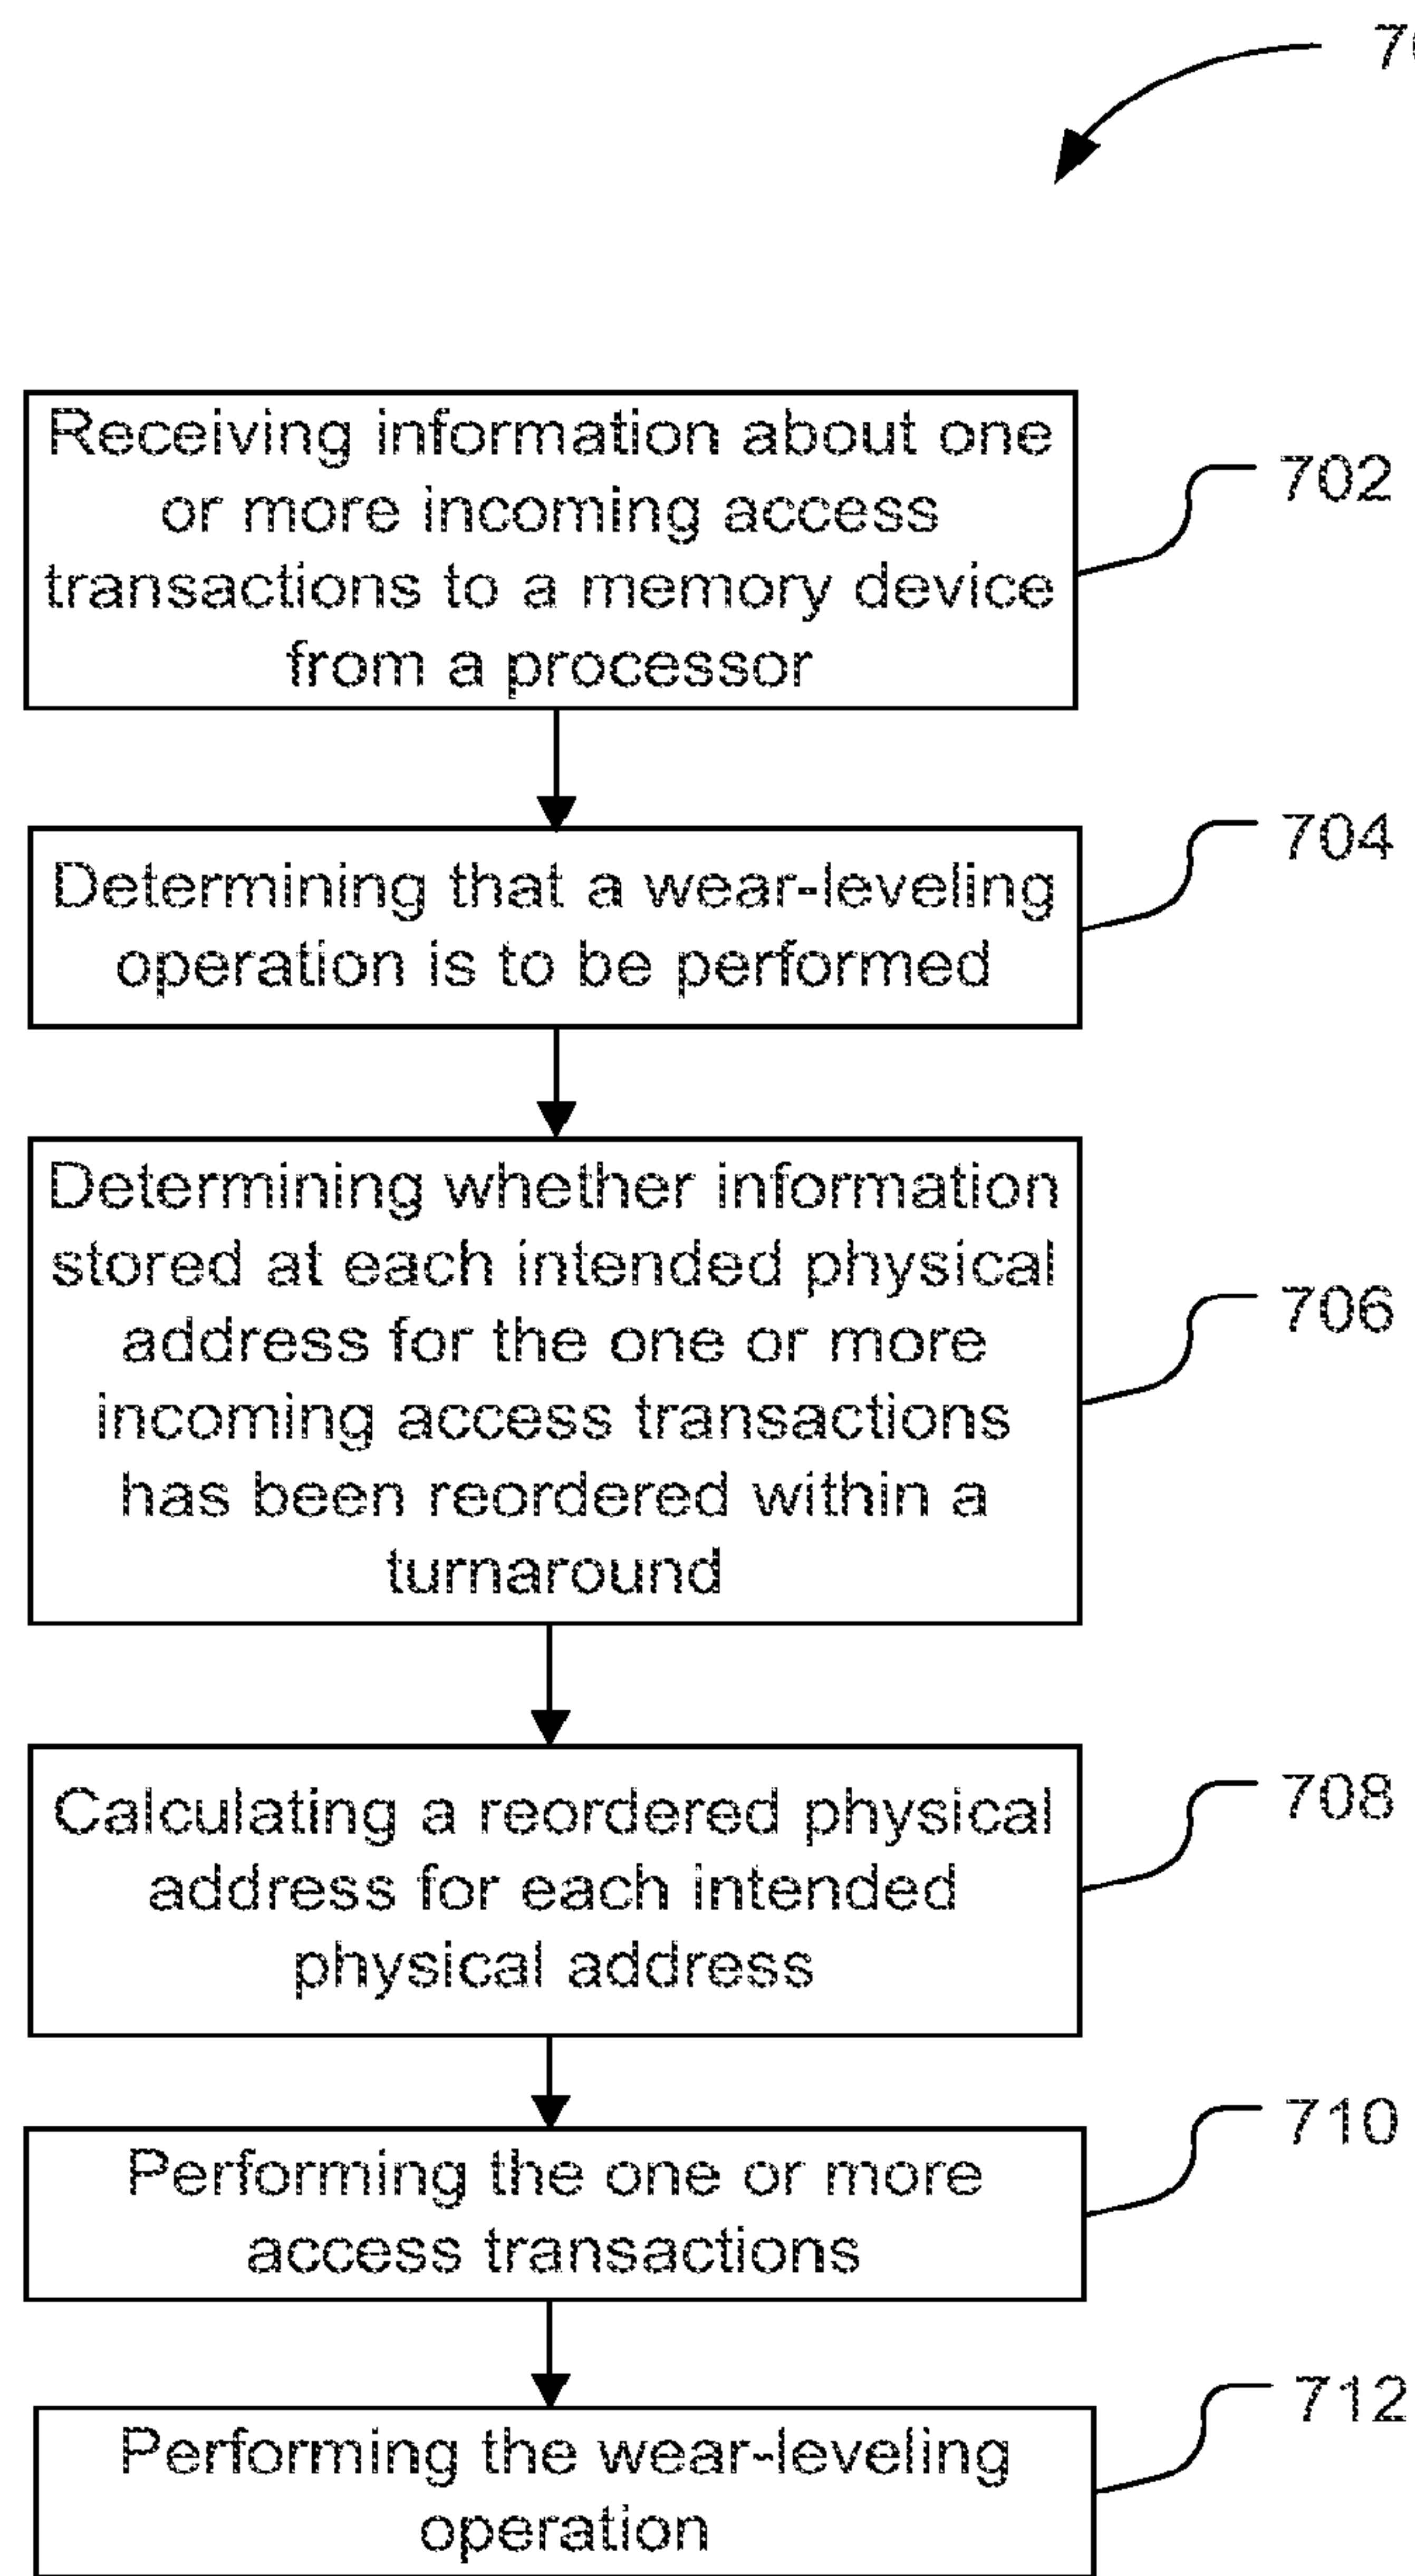 Receiving information about one
or more incoming access
transactions to a memory device
from a processor
702
Determining that a wear-leveling
operation is to be performed
704
Determining whether information
stored at each intended physical
address for the one or more
incoming access transactions
has been reordered within a
turnaround
706
Calculating a reordered physical
address for each intended
physical address
708
Performing the one or more
access transactions
710
Performing the wear-leveling
operation
712